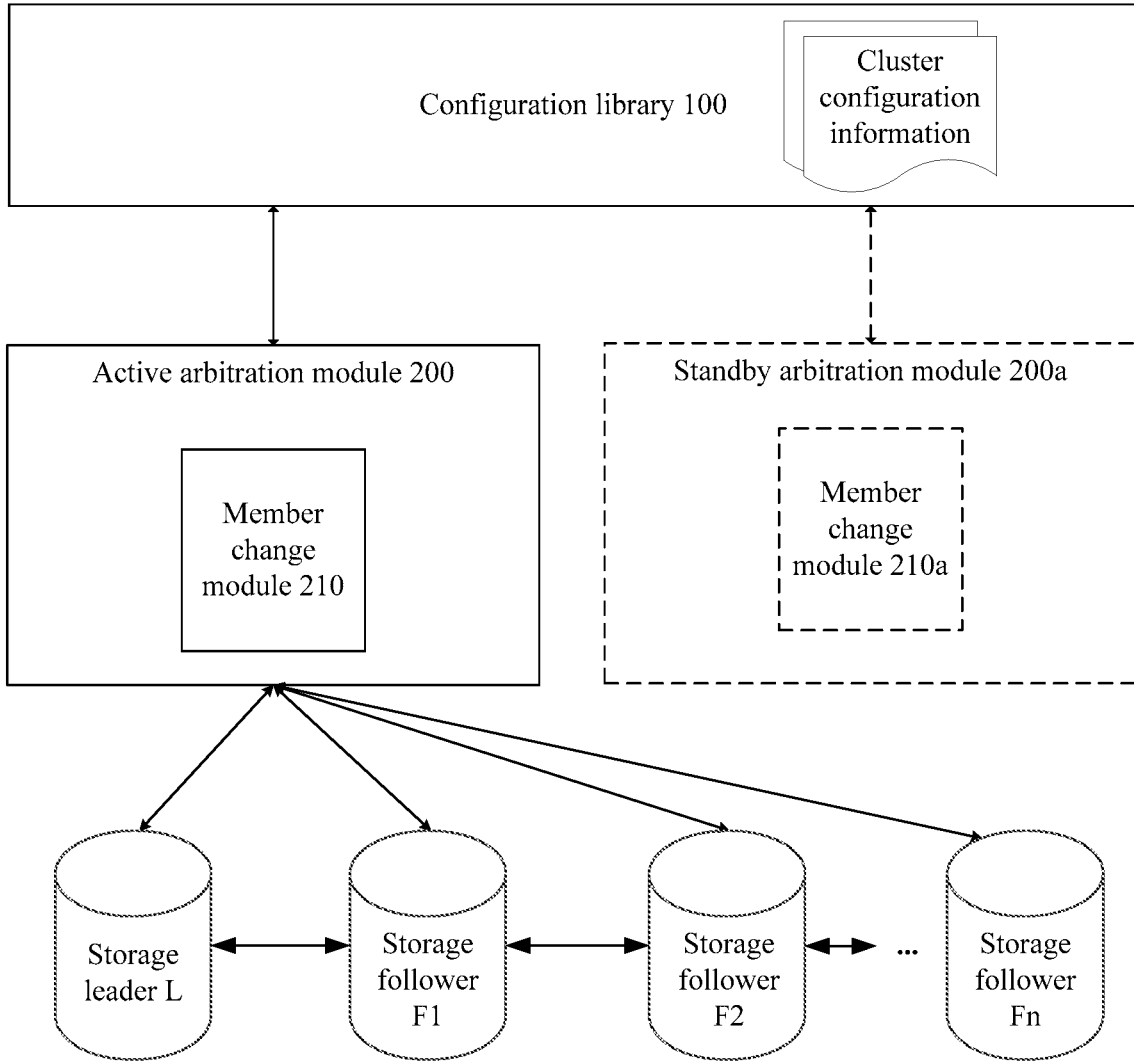 Cluster
configuration
information
Configuration library 100
Active arbitration module 200
Standby arbitration module 200a
Member
change
module 210
Member
change
module 210a
Storage
leader L
Storage
follower
F1
Storage
follower
F2
...
Storage
follower
Fn